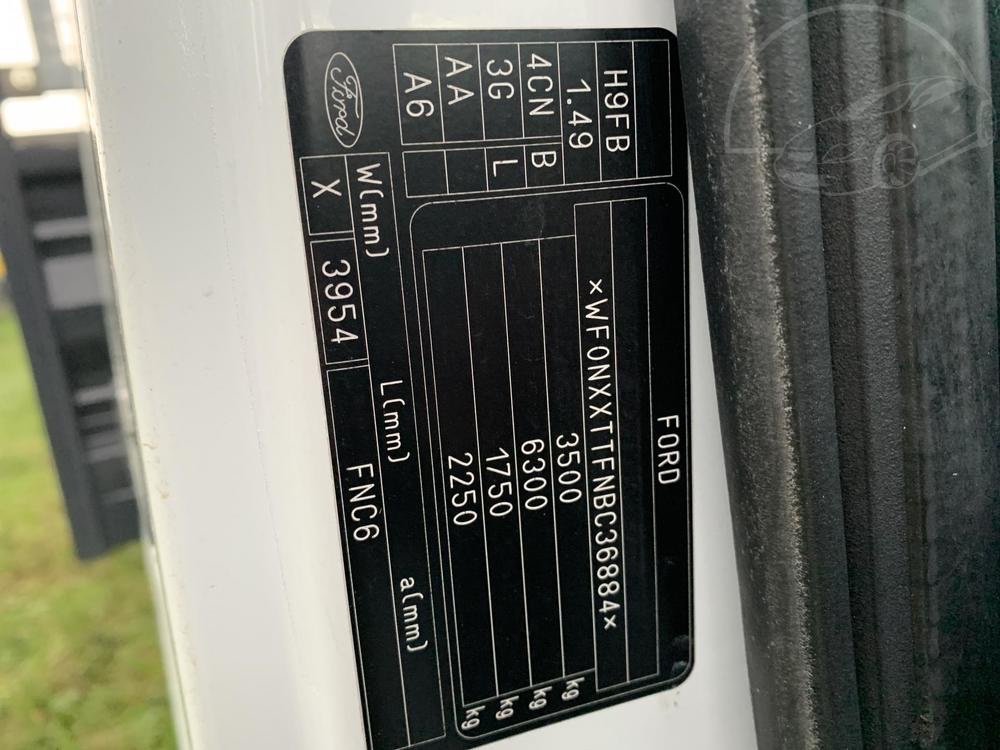 FORD
×WF0NXXTTFNBC36884×
3500 kg
6300 kg
1750 kg
2250 kg
H9FB
1.49
4CN B
3G L
AA
A6
Ford
W(mm) L(mm) a(mm)
X 3954 FNC6